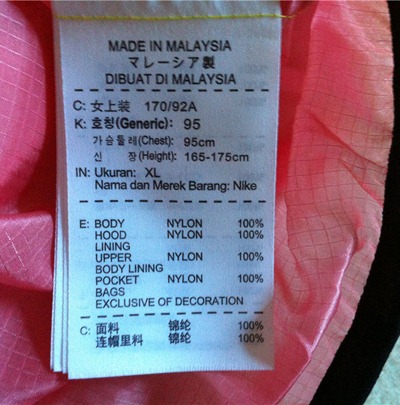 MADE IN MALAYSIA
マレーシア製
DIBUAT DI MALAYSIA
C: 女上装 170/92A
K: 호칭(Generic): 95
가슴둘레(Chest): 95cm
신 장(Height): 165-175cm
IN: Ukuran: XL
Nama dan Merek Barang: Nike
E: BODY NYLON 100%
HOOD NYLON 100%
LINING
UPPER NYLON 100%
BODY LINING
POCKET NYLON 100%
BAGS
EXCLUSIVE OF DECORATION
C: 面料 锦纶 100%
连帽里料 锦纶 100%